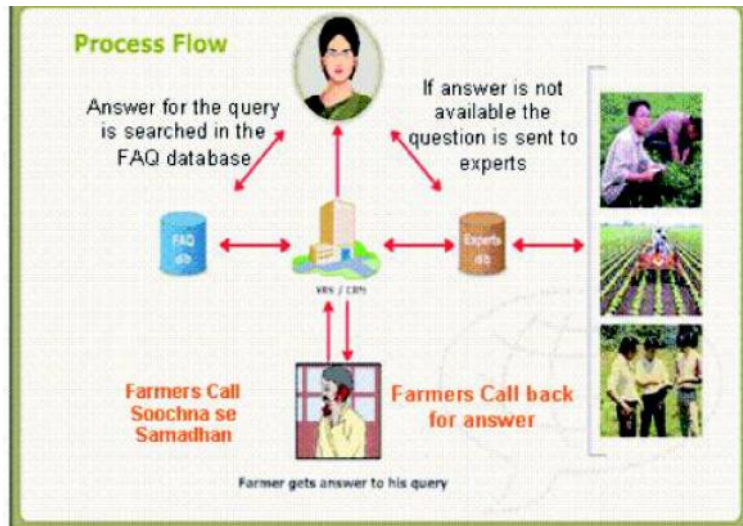 Process Flow
Answer for the query
is searched in the
FAQ database
If answer is not
available the
question is sent to
experts
FAQ
db
Experts
db
/ CRM
Farmers Call
Soochna se
Samadhan
Farmers Call back
for answer
Farmer gets answer to his query